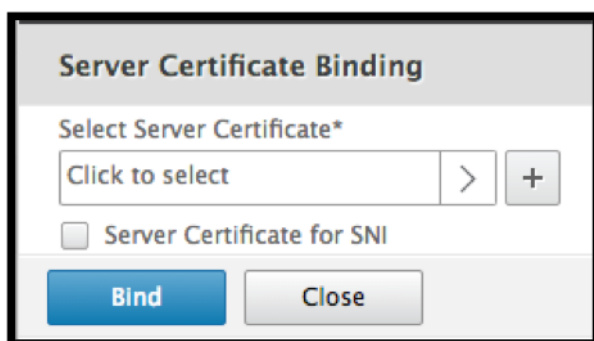 Server Certificate Binding
Select Server Certificate*
Click to select
Server Certificate for SNI
Bind Close